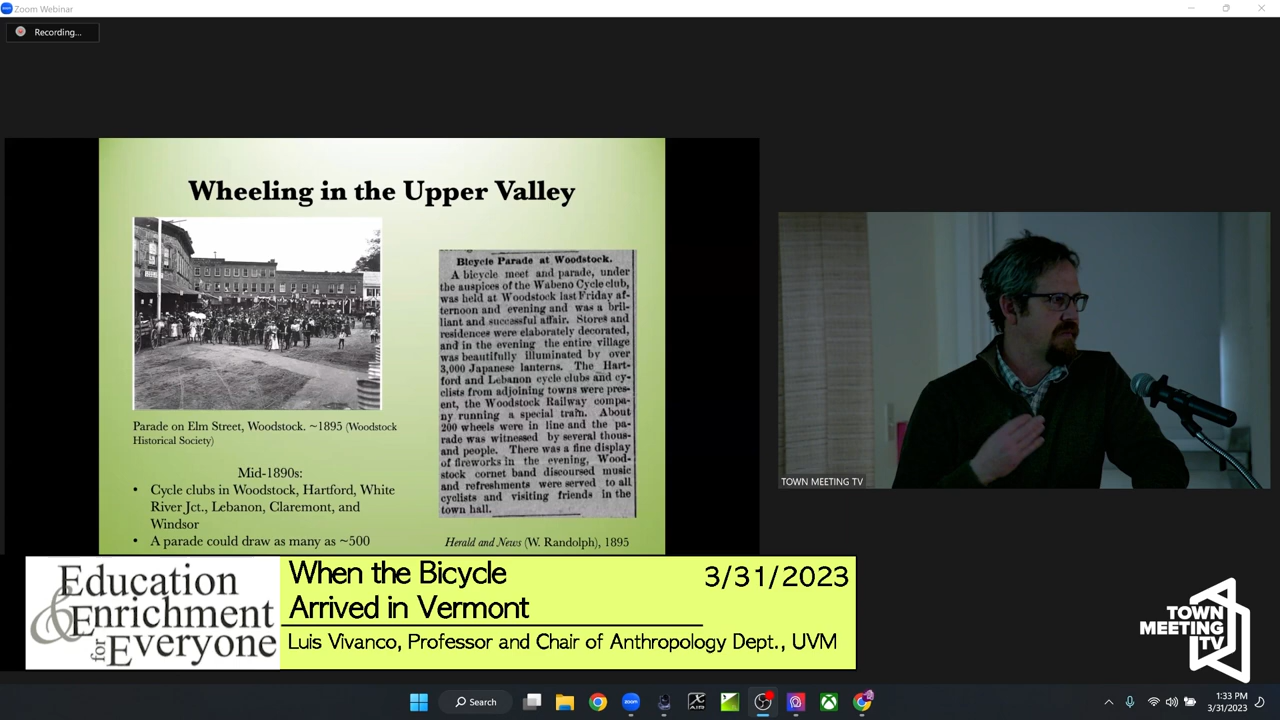 Zoom Webinar
Recording...
Wheeling in the Upper Valley
Parade on Elm Street, Woodstock. ~1895 (Woodstock
Historical Society)
Mid-1890s:
• Cycle clubs in Woodstock, Hartford, White
River Jct., Lebanon, Claremont, and
Windsor
• A parade could draw as many as ~500
Bicycle Parade at Woodstock.
A bicycle meet and parade, under
the auspices of the Wabeno Cycle club,
was held at Woodstock last Friday af-
ternoon and evening and was a bril-
liant and successful affair. Stores and
residences were elaborately decorated,
and in the evening the entire village
was beautifully illuminated by over
3,000 Japanese lanterns. The Hart-
ford and Lebanon cycle clubs and cy-
clists from adjoining towns were pres-
ent, the Woodstock Railway compa-
ny running a special train. About
200 wheels were in line and the pa-
rade was witnessed by several thous-
and people. There was a fine display
of fireworks in the evening, Wood-
stock cornet band discoursed music
and refreshments were served to all
cyclists and visiting friends in the
town hall.
Herald and News (W. Randolph), 1895
TOWN MEETING TV
Education
& Enrichment
for Everyone
When the Bicycle
Arrived in Vermont
3/31/2023
Luis Vivanco, Professor and Chair of Anthropology Dept., UVM
TOWN
MEETING
TV
Search
zoom
1:33 PM
3/31/2023